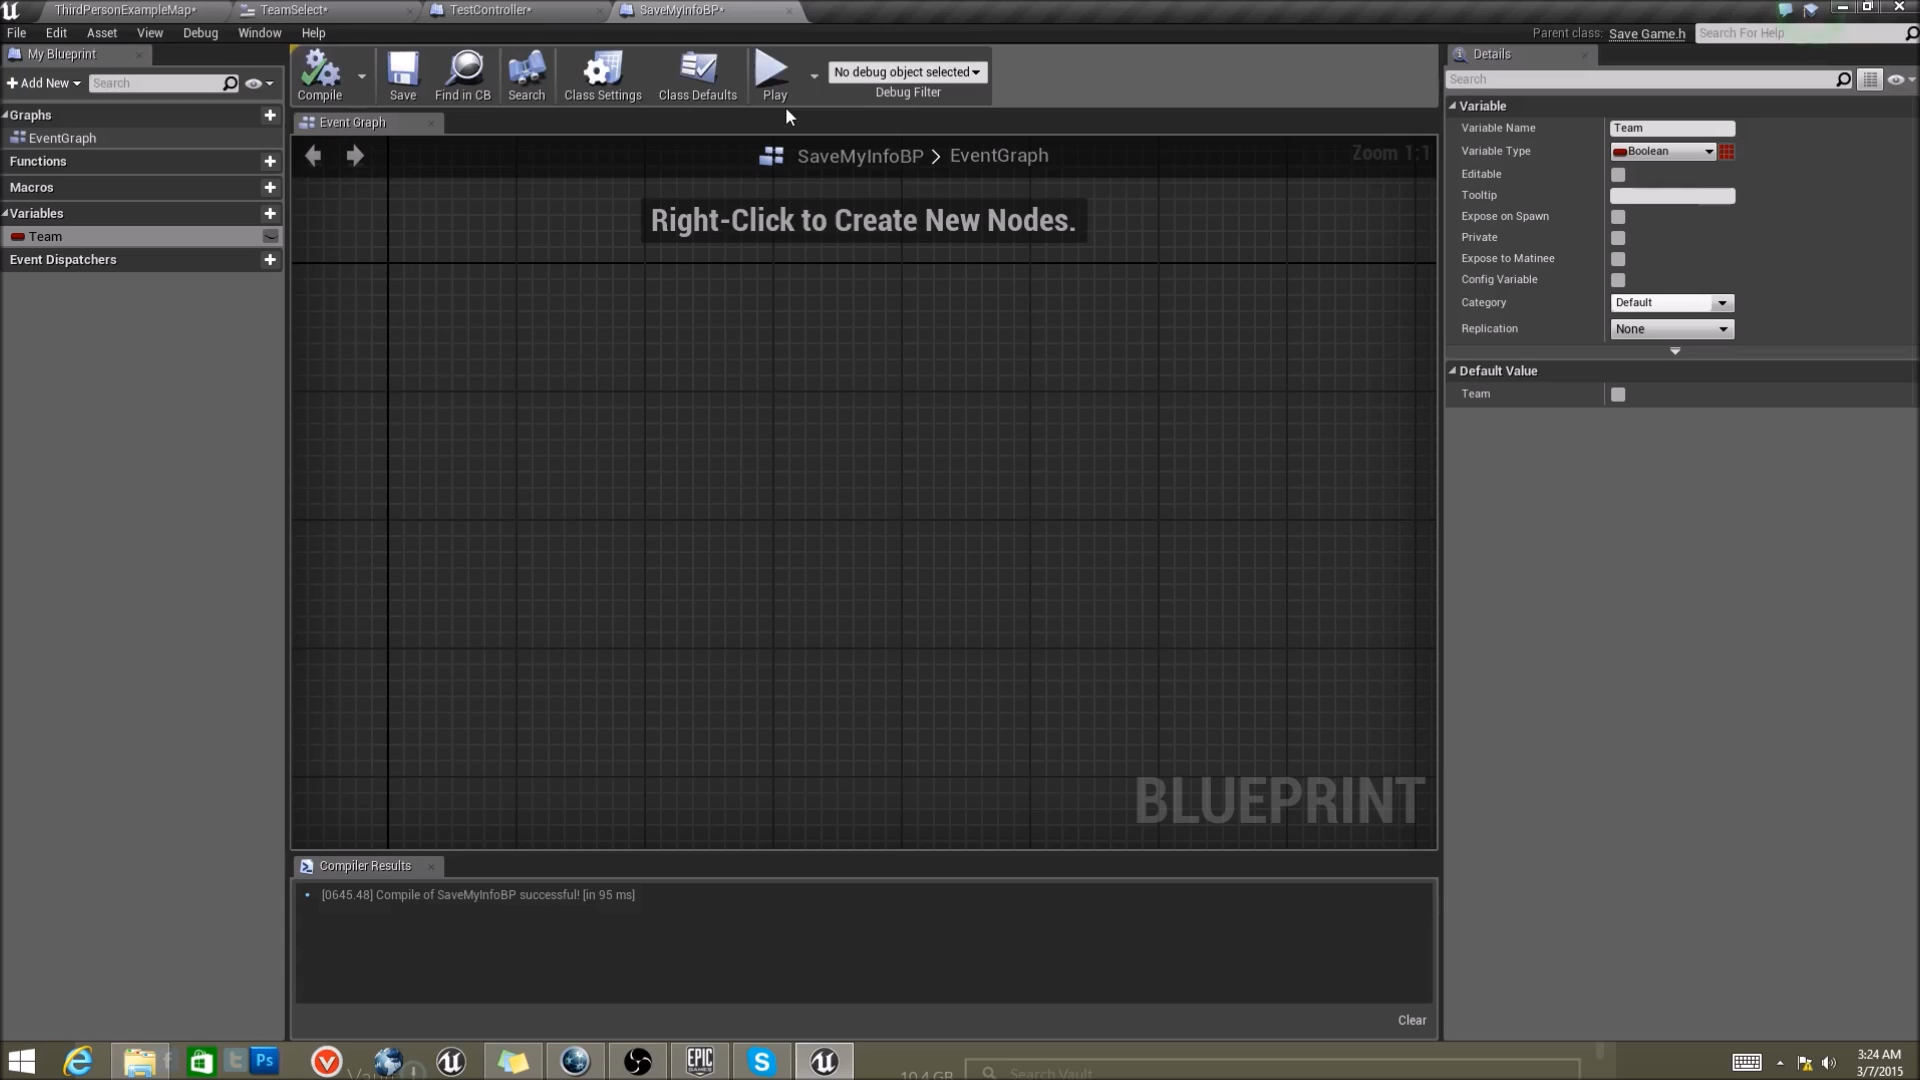 ThirdPersonExampleMap* TeamSelect* TestController* SaveMyInfoBP*
File Edit Asset View Debug Window Help Parent class: Save Game.h Search For Help
My Blueprint
Add New Search
Graphs
EventGraph
Functions
Macros
Variables
Team
Event Dispatchers
Compile Save Find in CB Search Class Settings Class Defaults Play
No debug object selected
Debug Filter
Event Graph
SaveMyInfoBP > EventGraph
Zoom 1:1
Right-Click to Create New Nodes.
BLUEPRINT
Compiler Results
[0645.48] Compile of SaveMyInfoBP successful! [in 95 ms]
Clear
Details
Search
Variable
Variable Name Team
Variable Type Boolean
Editable
Tooltip
Expose on Spawn
Private
Expose to Matinee
Config Variable
Category Default
Replication None
Default Value
Team
Ps
EPIC
GAMES
10.4 GB Search Vault
3:24 AM
3/7/2015